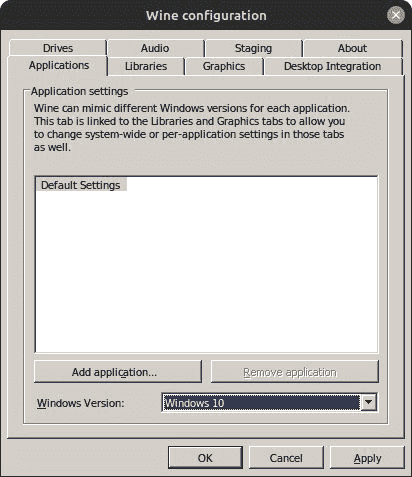 Wine configuration
Drives
Audio
Staging
About
Applications
Libraries
Graphics
Desktop Integration
Application settings
Wine can mimic different Windows versions for each application.
This tab is linked to the Libraries and Graphics tabs to allow you
to change system-wide or per-application settings in those tabs
as well.
Default Settings
Add application...
Remove application
Windows Version:
Windows 10
OK
Cancel
Apply